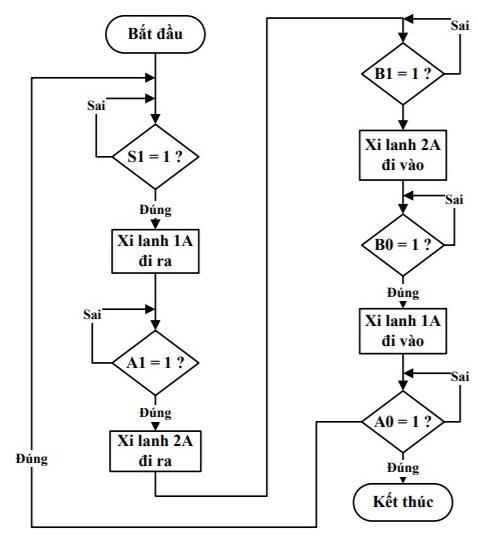 Bắt đầu
Sai
S1 = 1 ?
Đúng
Xi lanh 1A
đi ra
Sai
A1 = 1 ?
Đúng
Xi lanh 2A
đi ra
Đúng
Sai
B1 = 1 ?
Xi lanh 2A
đi vào
Sai
B0 = 1 ?
Đúng
Xi lanh 1A
đi vào
Sai
A0 = 1 ?
Đúng
Kết thúc